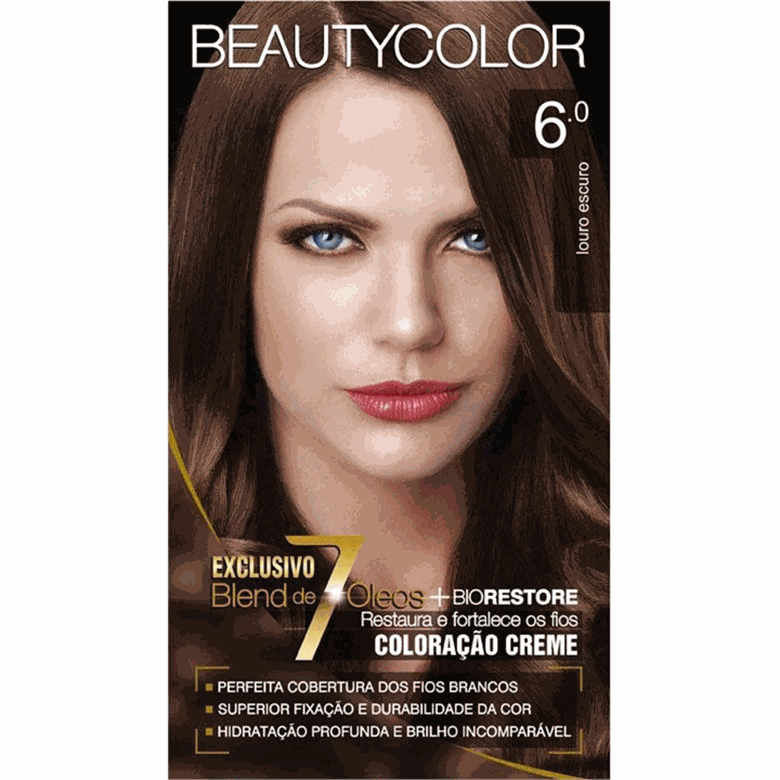 BEAUTYCOLOR
6.0
louro escuro
EXCLUSIVO
Blend de 7 Óleos + BIORESTORE
Restaura e fortalece os fios
COLORAÇÃO CREME
PERFEITA COBERTURA DOS FIOS BRANCOS
SUPERIOR FIXAÇÃO E DURABILIDADE DA COR
HIDRATAÇÃO PROFUNDA E BRILHO INCOMPARÁVEL